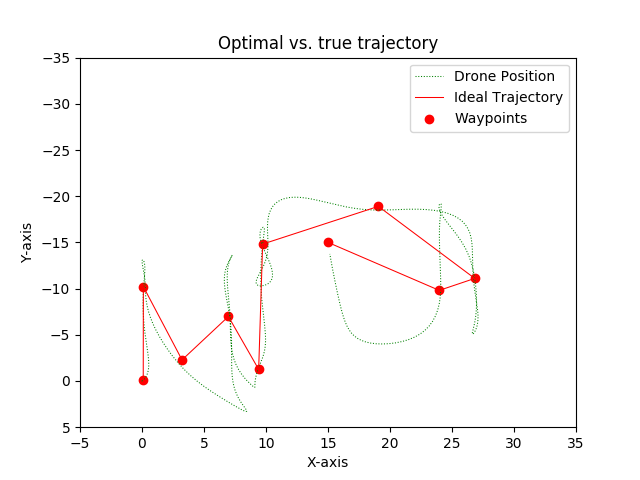 Optimal vs. true trajectory
Drone Position
Ideal Trajectory
Waypoints
Y-axis
−35
−30
−25
−20
−15
−10
−5
0
5
−5 0 5 10 15 20 25 30 35
X-axis